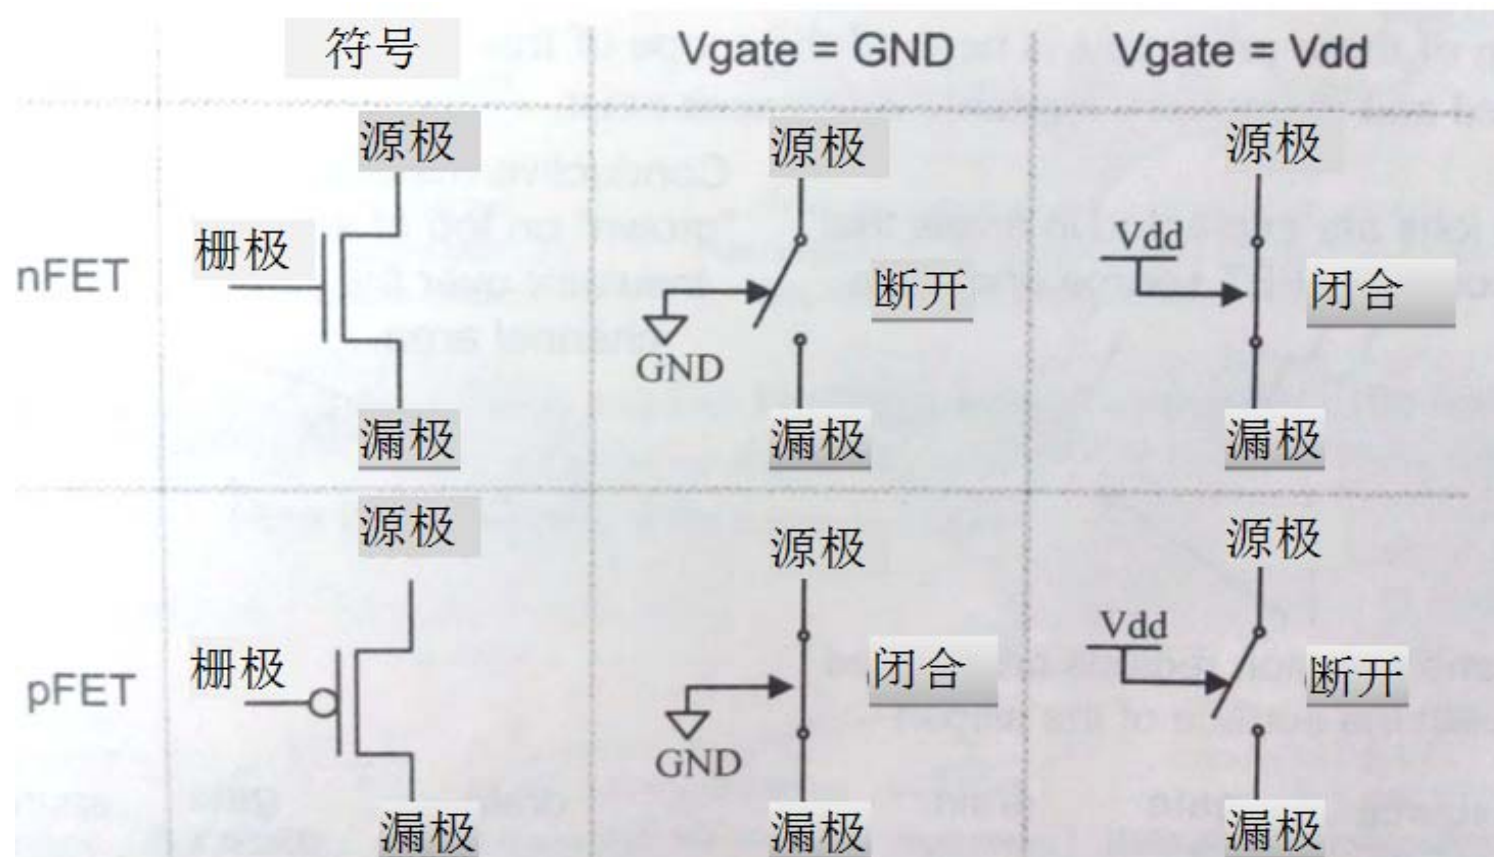 符号 Vgate = GND Vgate = Vdd
源极 源极 源极
栅极 Vdd
nFET 断开 闭合
GND
漏极 漏极 漏极
源极 源极 源极
栅极 闭合 Vdd 断开
pFET
GND
漏极 漏极 漏极